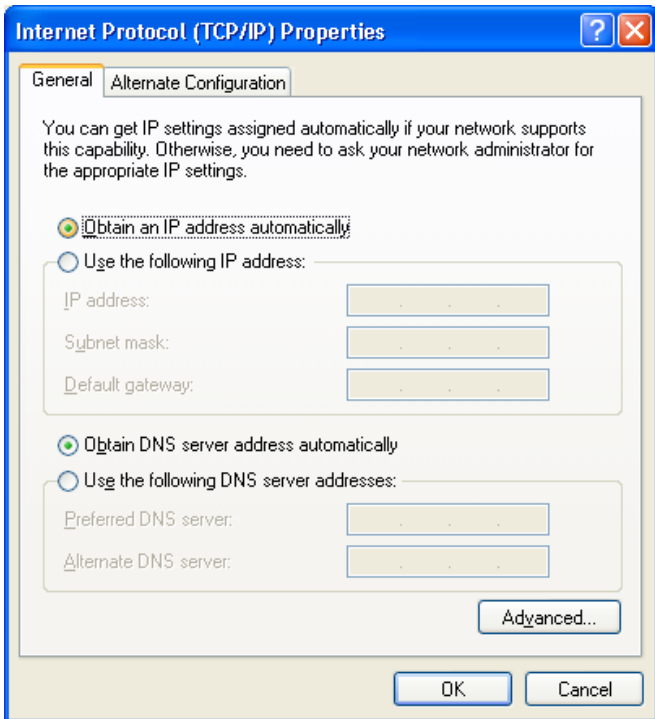 Internet Protocol (TCP/IP) Properties
General
Alternate Configuration
You can get IP settings assigned automatically if your network supports
this capability. Otherwise, you need to ask your network administrator for
the appropriate IP settings.
Obtain an IP address automatically
Use the following IP address:
IP address:
Subnet mask:
Default gateway:
Obtain DNS server address automatically
Use the following DNS server addresses:
Preferred DNS server:
Alternate DNS server:
Advanced...
OK
Cancel